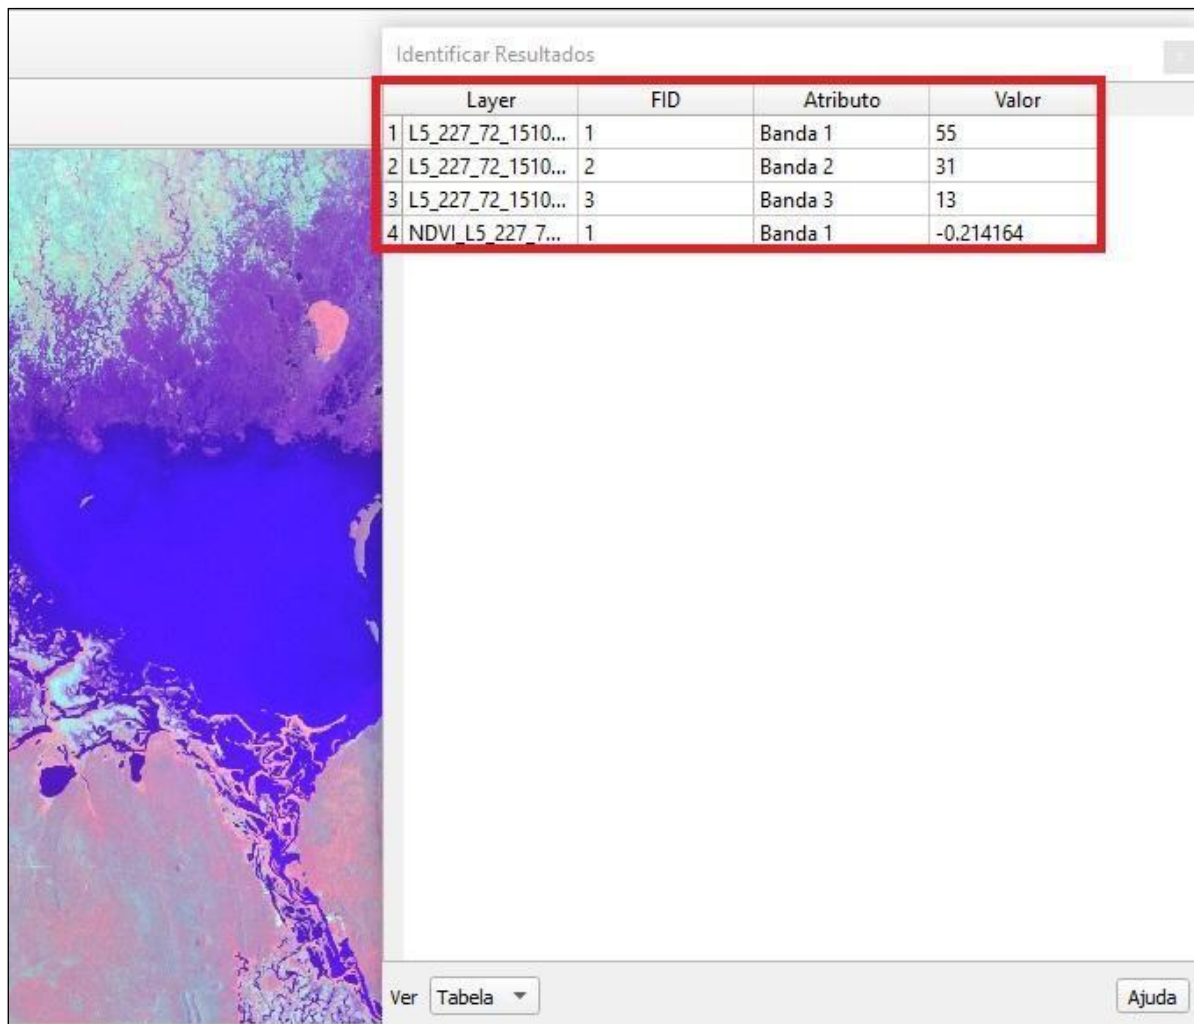 Identificar Resultados
Layer FID Atributo Valor
1 L5_227_72_1510... 1 Banda 1 55
2 L5_227_72_1510... 2 Banda 2 31
3 L5_227_72_1510... 3 Banda 3 13
4 NDVI_L5_227_7... 1 Banda 1 -0.214164
Ver Tabela Ajuda